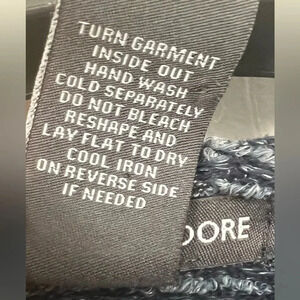 TURN GARMENT
INSIDE OUT
HAND WASH
COLD SEPARATELY
DO NOT BLEACH
RESHAPE AND
LAY FLAT TO DRY
COOL IRON
ON REVERSE SIDE
IF NEEDED
OORE